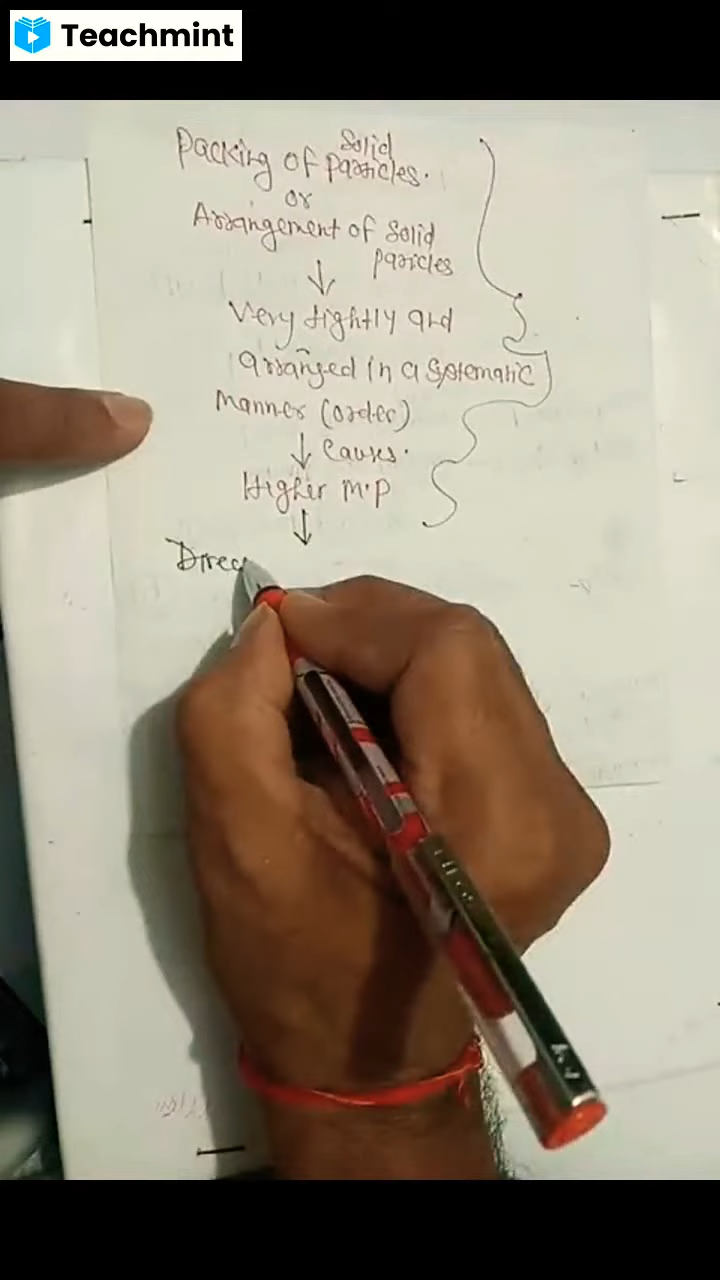 Teachmint
Solid
Packing of particles.
or
Arrangement of Solid
particles
↓
Very tightly and
arranged in a Systematic
Manner (order)
↓ Causes.
Higher M.P
↓
Direc